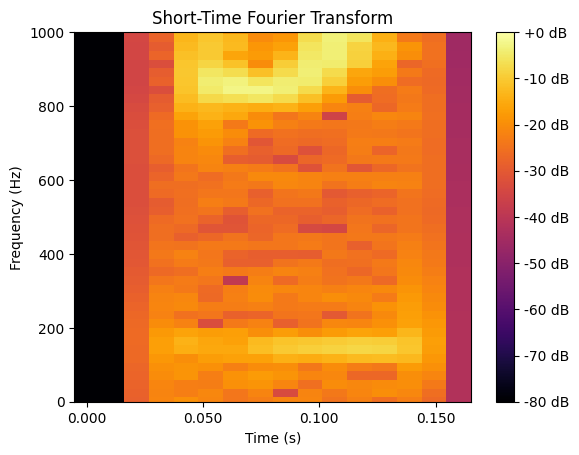 Short-Time Fourier Transform
1000
800
600
400
200
0
Frequency (Hz)
0.000
0.050
0.100
0.150
Time (s)
+0 dB
-10 dB
-20 dB
-30 dB
-40 dB
-50 dB
-60 dB
-70 dB
-80 dB